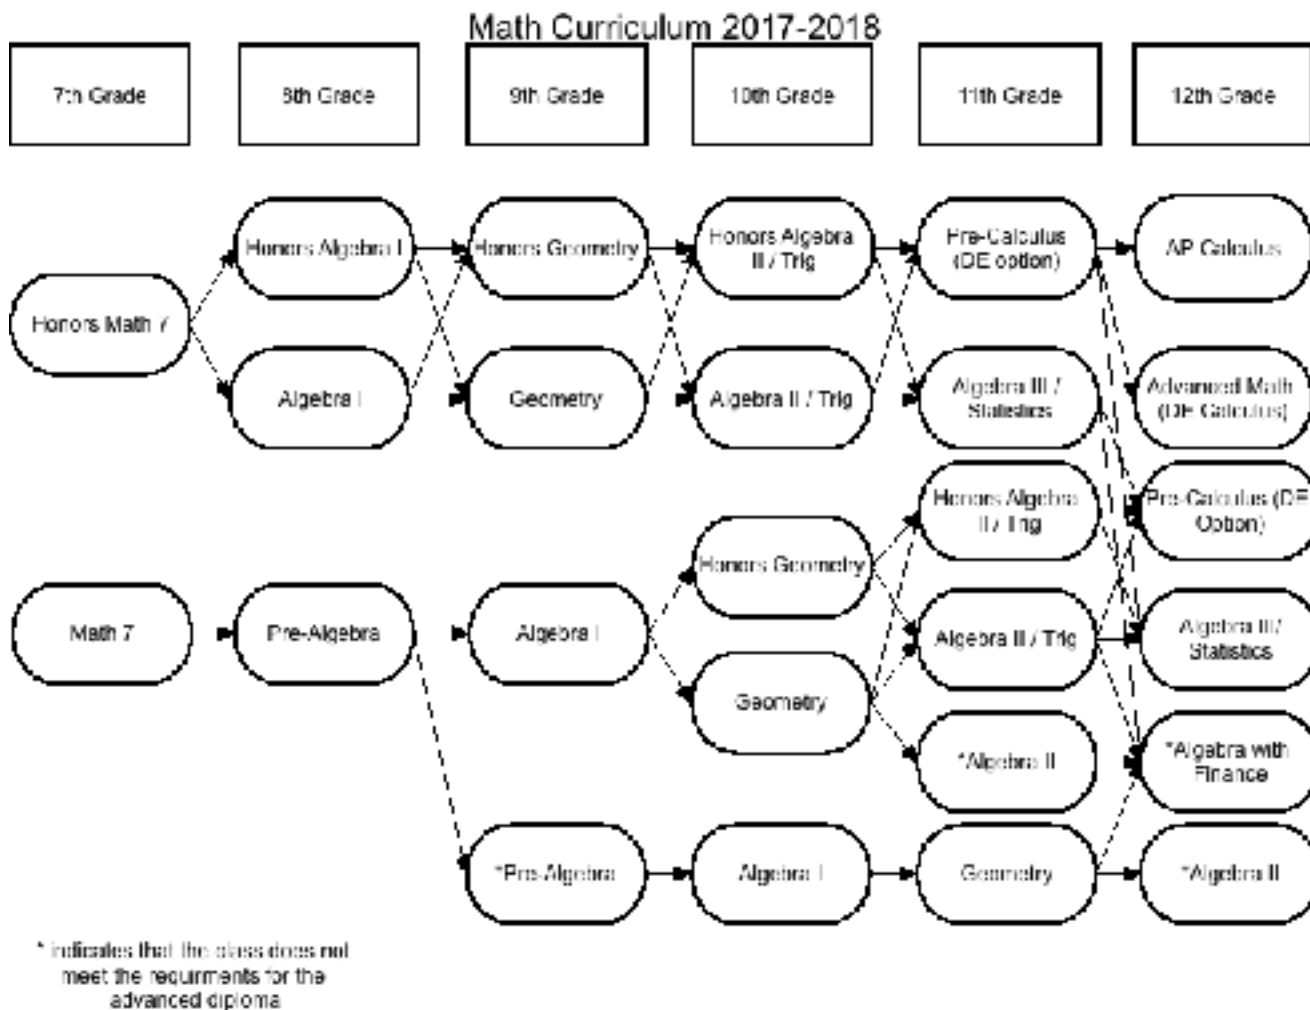 Math Curriculum 2017-2018
7th Grade
8th Grade
9th Grade
10th Grade
11th Grade
12th Grade
Honors Algebra I
Honors Geometry
Honors Algebra
II / Trig
Pre-Calculus
(DE option)
AP Calculus
Honors Math 7
Algebra I
Geometry
Algebra II / Trig
Algebra III /
Statistics
Advanced Math
(DE Calculus)
Honors Algebra
II / Trig
Pre-Calculus (DE
Option)
Honors Geometry
Math 7
Pre-Algebra
Algebra I
Algebra II / Trig
Algebra III/
Statistics
Geometry
*Algebra II
*Algebra with
Finance
*Pre-Algebra
Algebra I
Geometry
*Algebra II
* indicates that the class does not
meet the requirments for the
advanced diploma